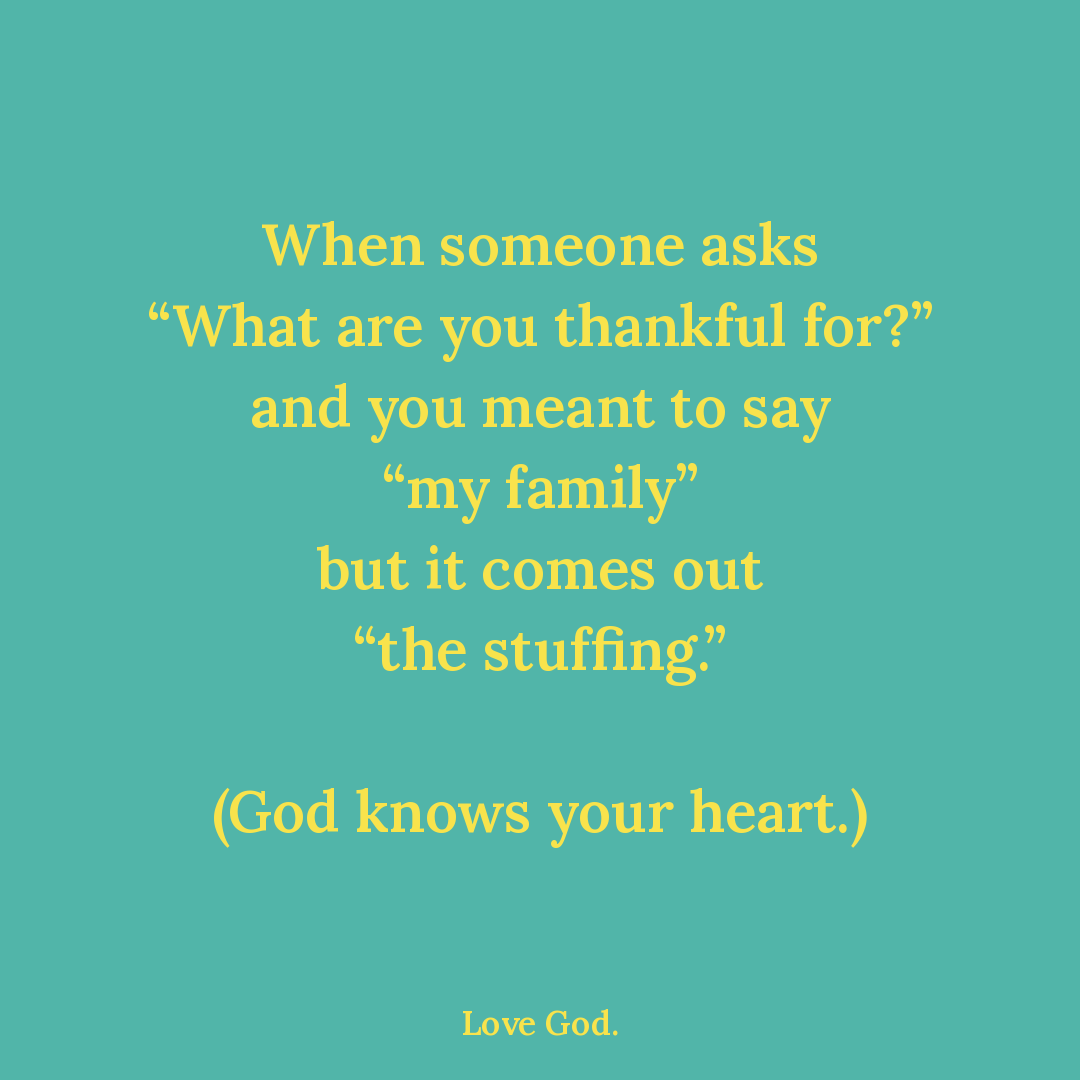 When someone asks
“What are you thankful for?”
and you meant to say
“my family”
but it comes out
“the stuffing.”
(God knows your heart.)
Love God.